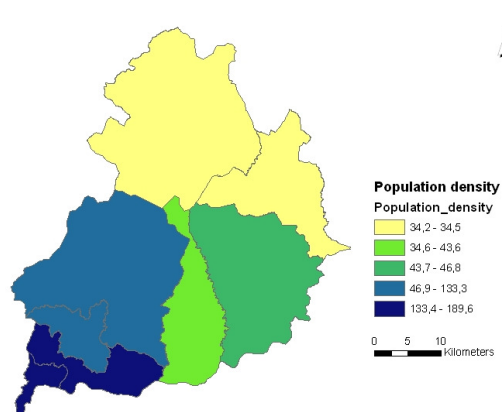 Population density
Population_density
34,2 - 34,5
34,6 - 43,6
43,7 - 46,8
46,9 - 133,3
133,4 - 189,6
0 5 10
Kilometers